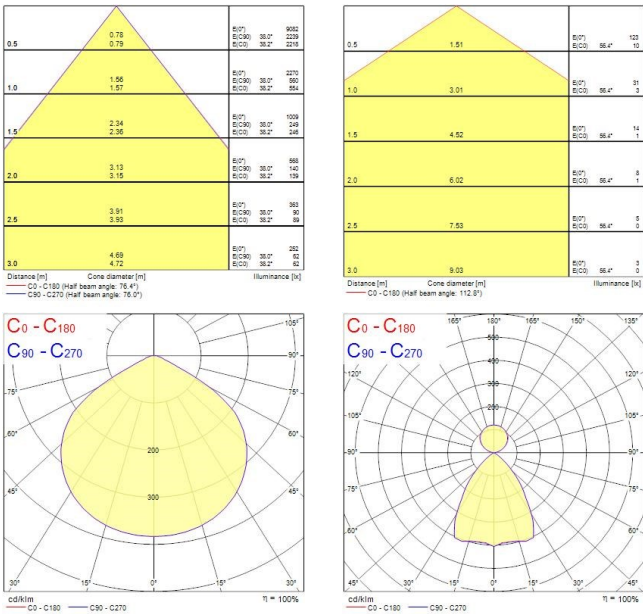 0.5 0.78 0.79 E(0°) E(C90) E(C0) 38.0° 38.2° 9082 2239 2218
1.0 1.56 1.57 E(0°) E(C90) E(C0) 38.0° 38.2° 2270 560 554
1.5 2.34 2.36 E(0°) E(C90) E(C0) 38.0° 38.2° 1009 249 246
2.0 3.13 3.15 E(0°) E(C90) E(C0) 38.0° 38.2° 568 140 139
2.5 3.91 3.93 E(0°) E(C90) E(C0) 38.0° 38.2° 363 90 89
3.0 4.69 4.72 E(0°) E(C90) E(C0) 38.0° 38.2° 252 62 62
Distance [m] Cone diameter [m] Illuminance [lx]
C0 - C180 (Half beam angle: 76.4°)
C90 - C270 (Half beam angle: 76.0°)
0.5 1.51 E(0°) E(C0) 56.4° 123 10
1.0 3.01 E(0°) E(C0) 56.4° 31 3
1.5 4.52 E(0°) E(C0) 56.4° 14 1
2.0 6.02 E(0°) E(C0) 56.4° 8 1
2.5 7.53 E(0°) E(C0) 56.4° 5 0
3.0 9.03 E(0°) E(C0) 56.4° 3 0
Distance [m] Cone diameter [m] Illuminance [lx]
C0 - C180 (Half beam angle: 112.8°)
C0 - C180
C90 - C270
105°
90°
75° 75°
60° 60°
45° 45°
200
300
30° 15° 0° 15° 30°
cd/klm η = 100%
C0 - C180 C90 - C270
C0 - C180
C90 - C270
165° 180° 165° 150°
500
400
300
200
135°
120° 120°
105° 105°
90° 90°
75° 75°
60° 60°
45° 30° 15° 0° 15° 30° 45°
cd/klm η = 100%
C0 - C180 C90 - C270